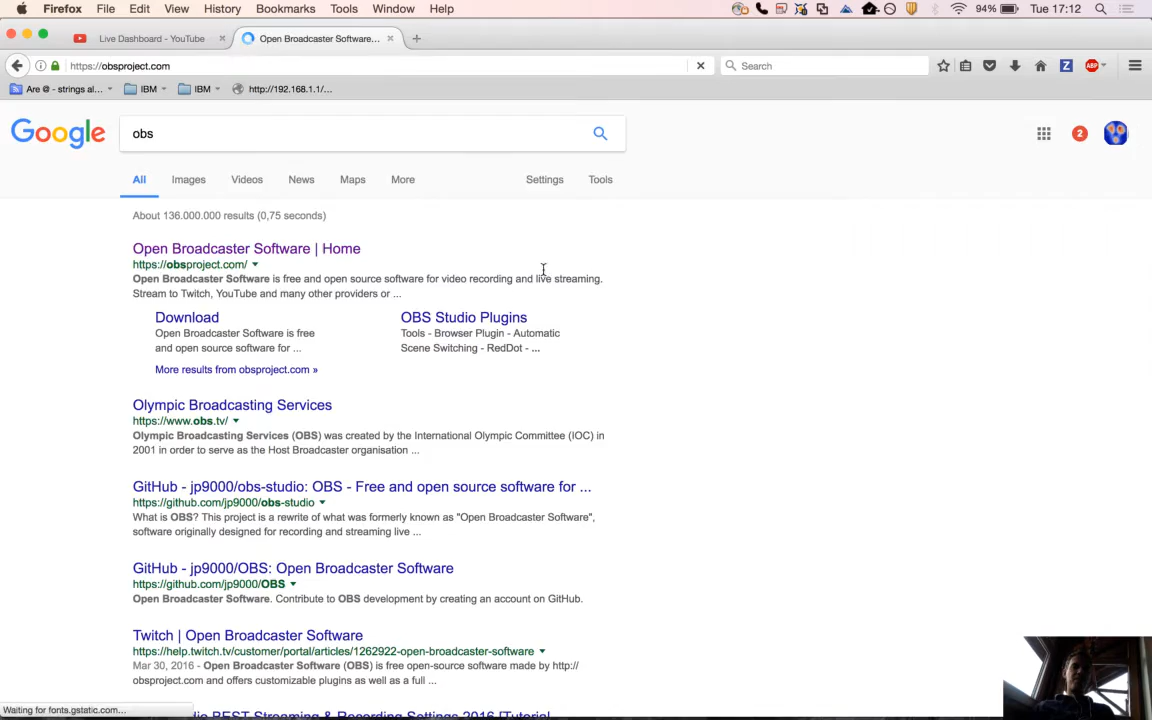 Firefox File Edit View History Bookmarks Tools Window Help 94% Tue 17:12
Live Dashboard - YouTube Open Broadcaster Software...
https://obsproject.com Search
Are @ - strings al... IBM IBM http://192.168.1.1/...
Google obs 2
All Images Videos News Maps More Settings Tools
About 136.000.000 results (0,75 seconds)
Open Broadcaster Software | Home
https://obsproject.com/
Open Broadcaster Software is free and open source software for video recording and live streaming.
Stream to Twitch, YouTube and many other providers or ...
Download
Open Broadcaster Software is free
and open source software for ...
OBS Studio Plugins
Tools - Browser Plugin - Automatic
Scene Switching - RedDot - ...
More results from obsproject.com »
Olympic Broadcasting Services
https://www.obs.tv/
Olympic Broadcasting Services (OBS) was created by the International Olympic Committee (IOC) in
2001 in order to serve as the Host Broadcaster organisation ...
GitHub - jp9000/obs-studio: OBS - Free and open source software for ...
https://github.com/jp9000/obs-studio
What is OBS? This project is a rewrite of what was formerly known as "Open Broadcaster Software",
software originally designed for recording and streaming live ...
GitHub - jp9000/OBS: Open Broadcaster Software
https://github.com/jp9000/OBS
Open Broadcaster Software. Contribute to OBS development by creating an account on GitHub.
Twitch | Open Broadcaster Software
https://help.twitch.tv/customer/portal/articles/1262922-open-broadcaster-software
Mar 30, 2016 - Open Broadcaster Software (OBS) is free open-source software made by http://
obsproject.com and offers customizable plugins as well as a full ...
BEST Streaming & Recording Settings 2016 [Tutorial
Waiting for fonts.gstatic.com...